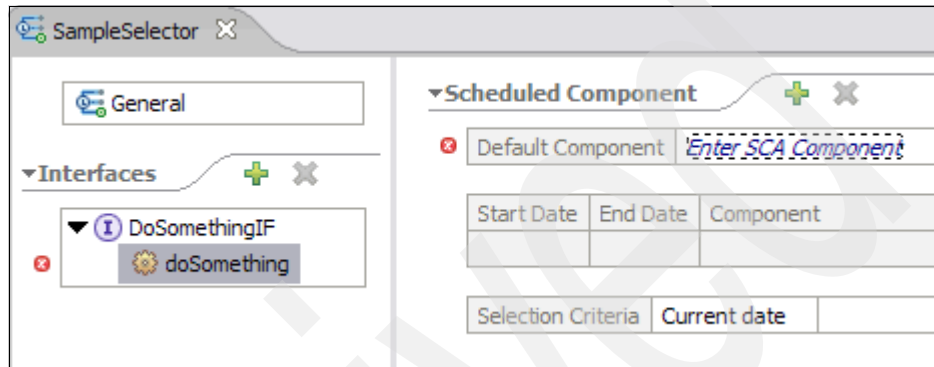 SampleSelector
General
Interfaces
DoSomethingIF
doSomething
Scheduled Component
Default Component Enter SCA Component
Start Date End Date Component
Selection Criteria Current date